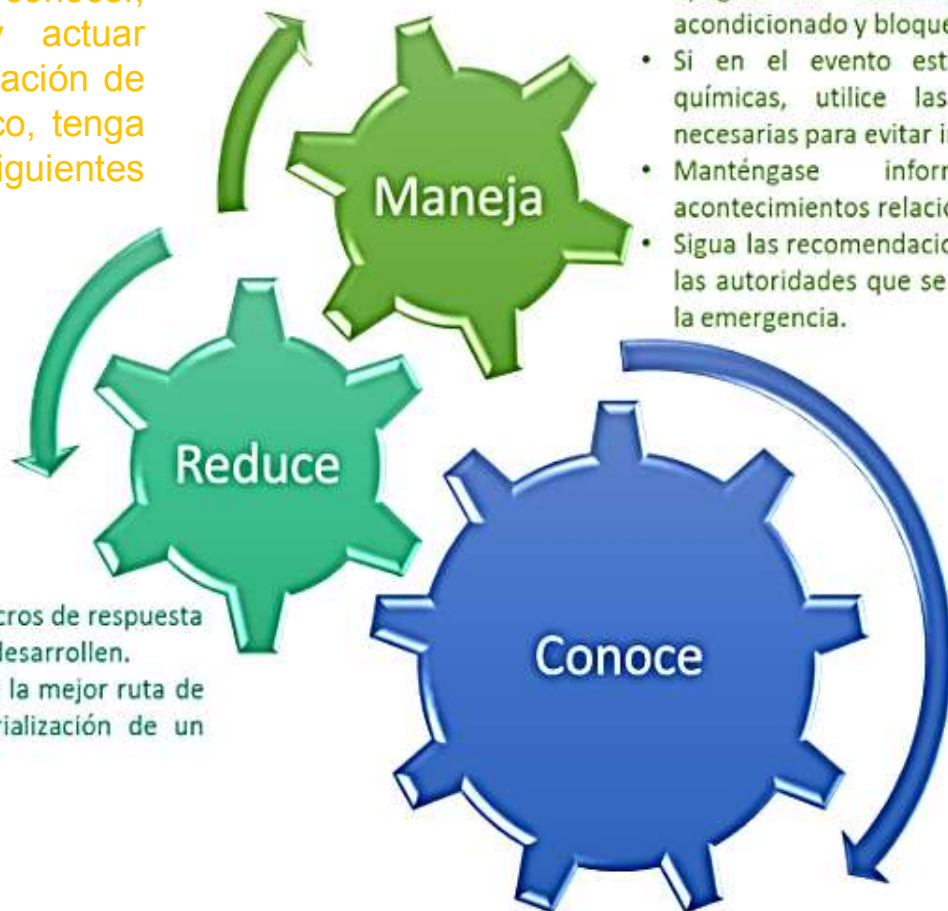 conocer,
actuar
ación de
co, tenga
iguientes
acondicionado y bloque
• Si en el evento est
químicas, utilice las
necesarias para evitar i
• Manténgase inform
acontecimientos relacio
• Sigua las recomendacio
las autoridades que se
la emergencia.
Maneja
Reduce
Conoce
cros de respuesta
desarrollen.
la mejor ruta de
rialización de un